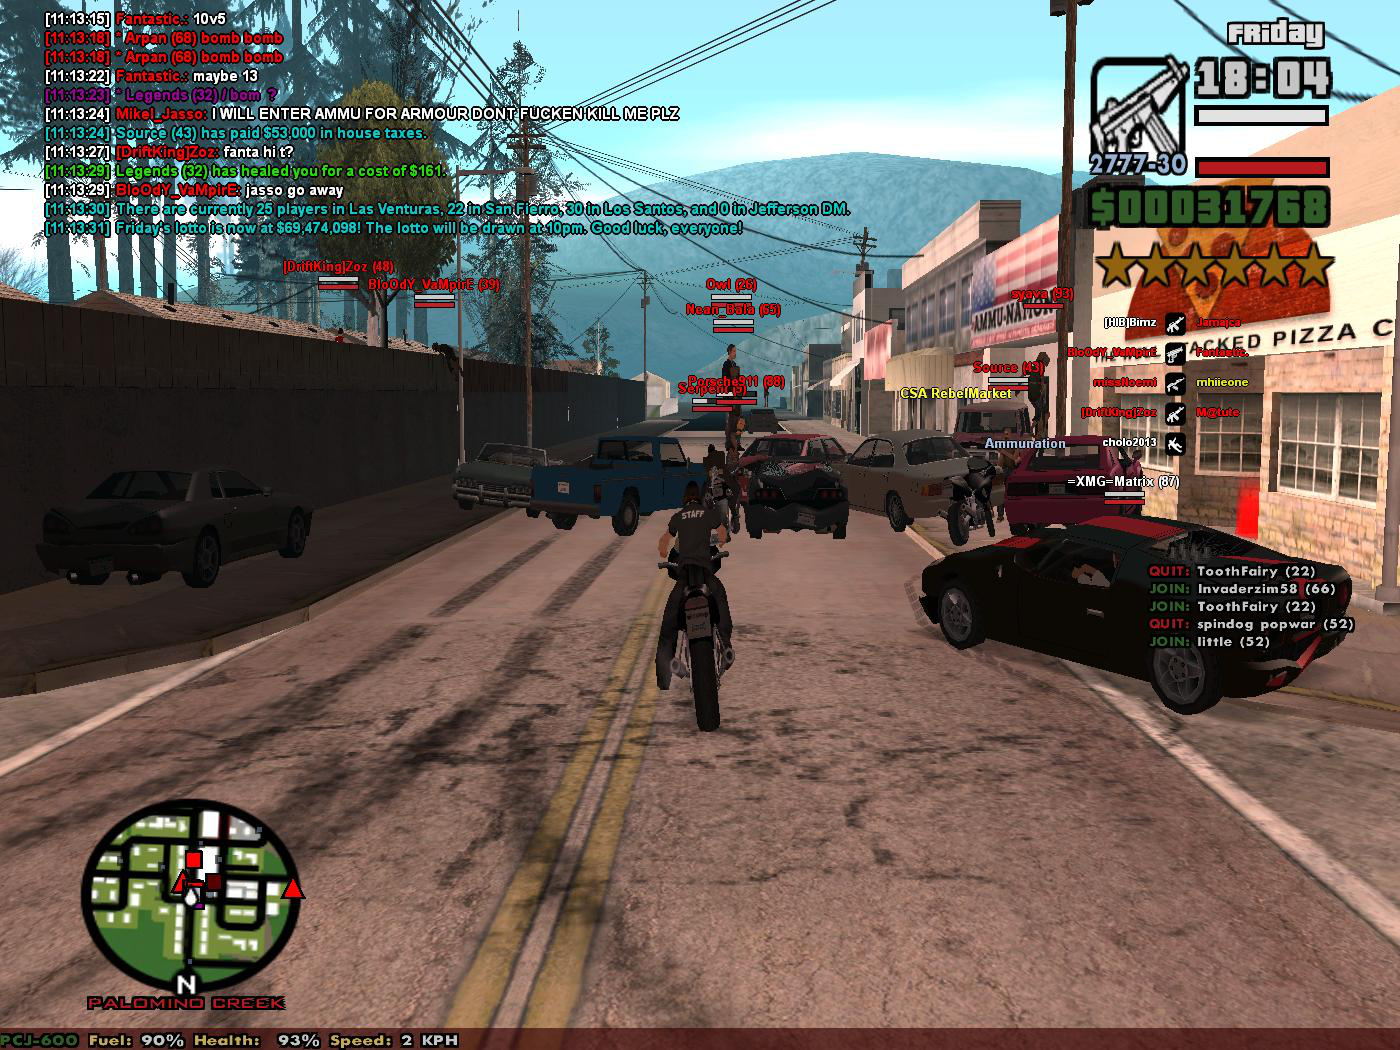 [11:13:15] Fantastic.: 10v5
[11:13:18] * Arpan (68) bomb bomb
[11:13:18] * Arpan (68) bomb bomb
[11:13:22] Fantastic.: maybe 13
[11:13:23] * Legends (32) / bom ?
[11:13:24] Mikel_Jasso: I WILL ENTER AMMU FOR ARMOUR DONT FUCKEN KILL ME PLZ
[11:13:24] Source (43) has paid $53,000 in house taxes.
[11:13:27] [DriftKing]Zoz: fanta hi t?
[11:13:29] Legends (32) has healed you for a cost of $161.
[11:13:29] BloOdY_VaMpirE: jasso go away
[11:13:30] There are currently 25 players in Las Venturas, 22 in San Fierro, 30 in Los Santos, and 0 in Jefferson DM.
[11:13:31] Friday's lotto is now at $69,474,098! The lotto will be drawn at 10pm. Good luck, everyone!
Friday
18:04
2777-30
$00031768
[DriftKing]Zoz (48)
BloOdY_VaMpirE (39)
Owl (26)
(65)
syava (93)
AMMU-NATION
STACKED PIZZA C
[HIB]Bimz Jamajca
BloOdY_VaMpirE Fantastic.
missNoemi mhiieone
[DriftKing]Zoz M@tute
cholo2013
Source (43)
Porsche911 (88)
CSA RebelMarket
Ammunation
=XMG=Matrix (87)
STAFF
QUIT: ToothFairy (22)
JOIN: Invaderzim58 (66)
JOIN: ToothFairy (22)
QUIT: spindog popwar (52)
JOIN: little (52)
N
PALOMINO CREEK
PCJ-600 Fuel: 90% Health: 93% Speed: 2 KPH